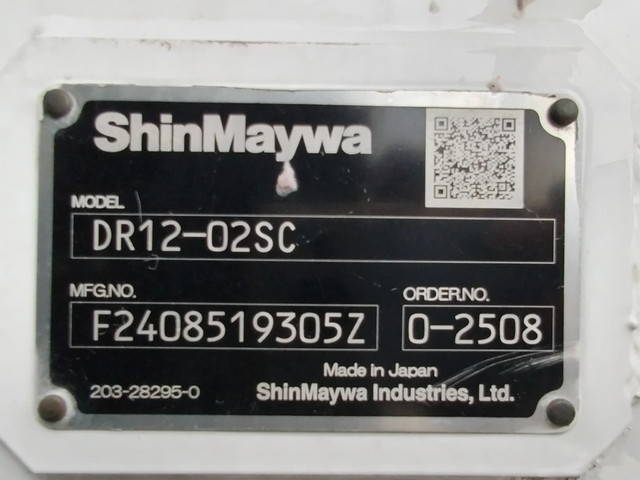 ShinMaywa
MODEL
DR12-02SC
MFG.NO. ORDER.NO.
F2408519305Z 0-2508
Made in Japan
203-28295-0 ShinMaywa Industries, Ltd.